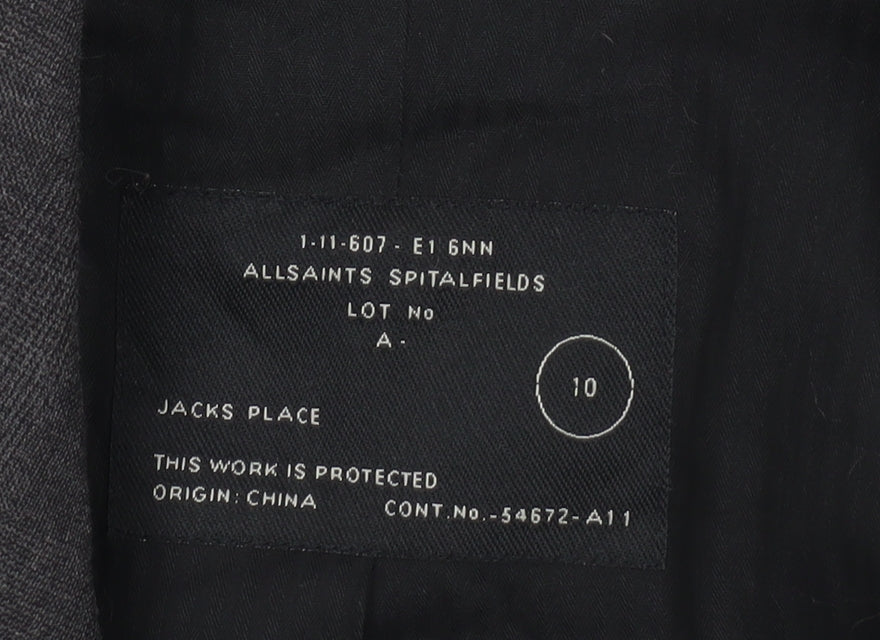 1-11-607 - E1 6NN
ALLSAINTS SPITALFIELDS
LOT No
A -
10
JACKS PLACE
THIS WORK IS PROTECTED
ORIGIN: CHINA CONT.No.-54672-A11